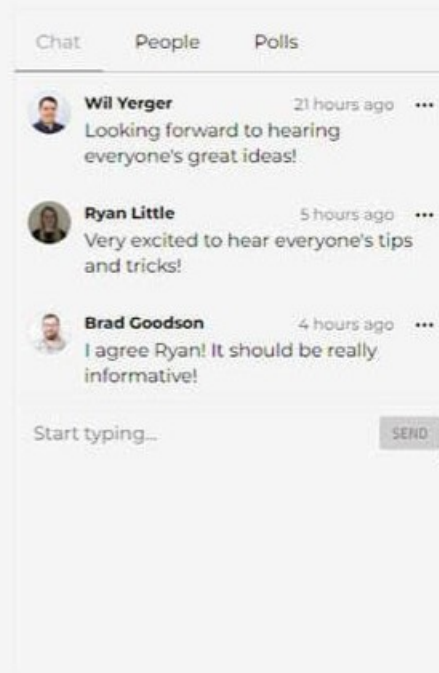 Chat People Polls
Wil Yerger 21 hours ago •••
Looking forward to hearing
everyone's great ideas!
Ryan Little 5 hours ago •••
Very excited to hear everyone's tips
and tricks!
Brad Goodson 4 hours ago •••
I agree Ryan! It should be really
informative!
Start typing... SEND